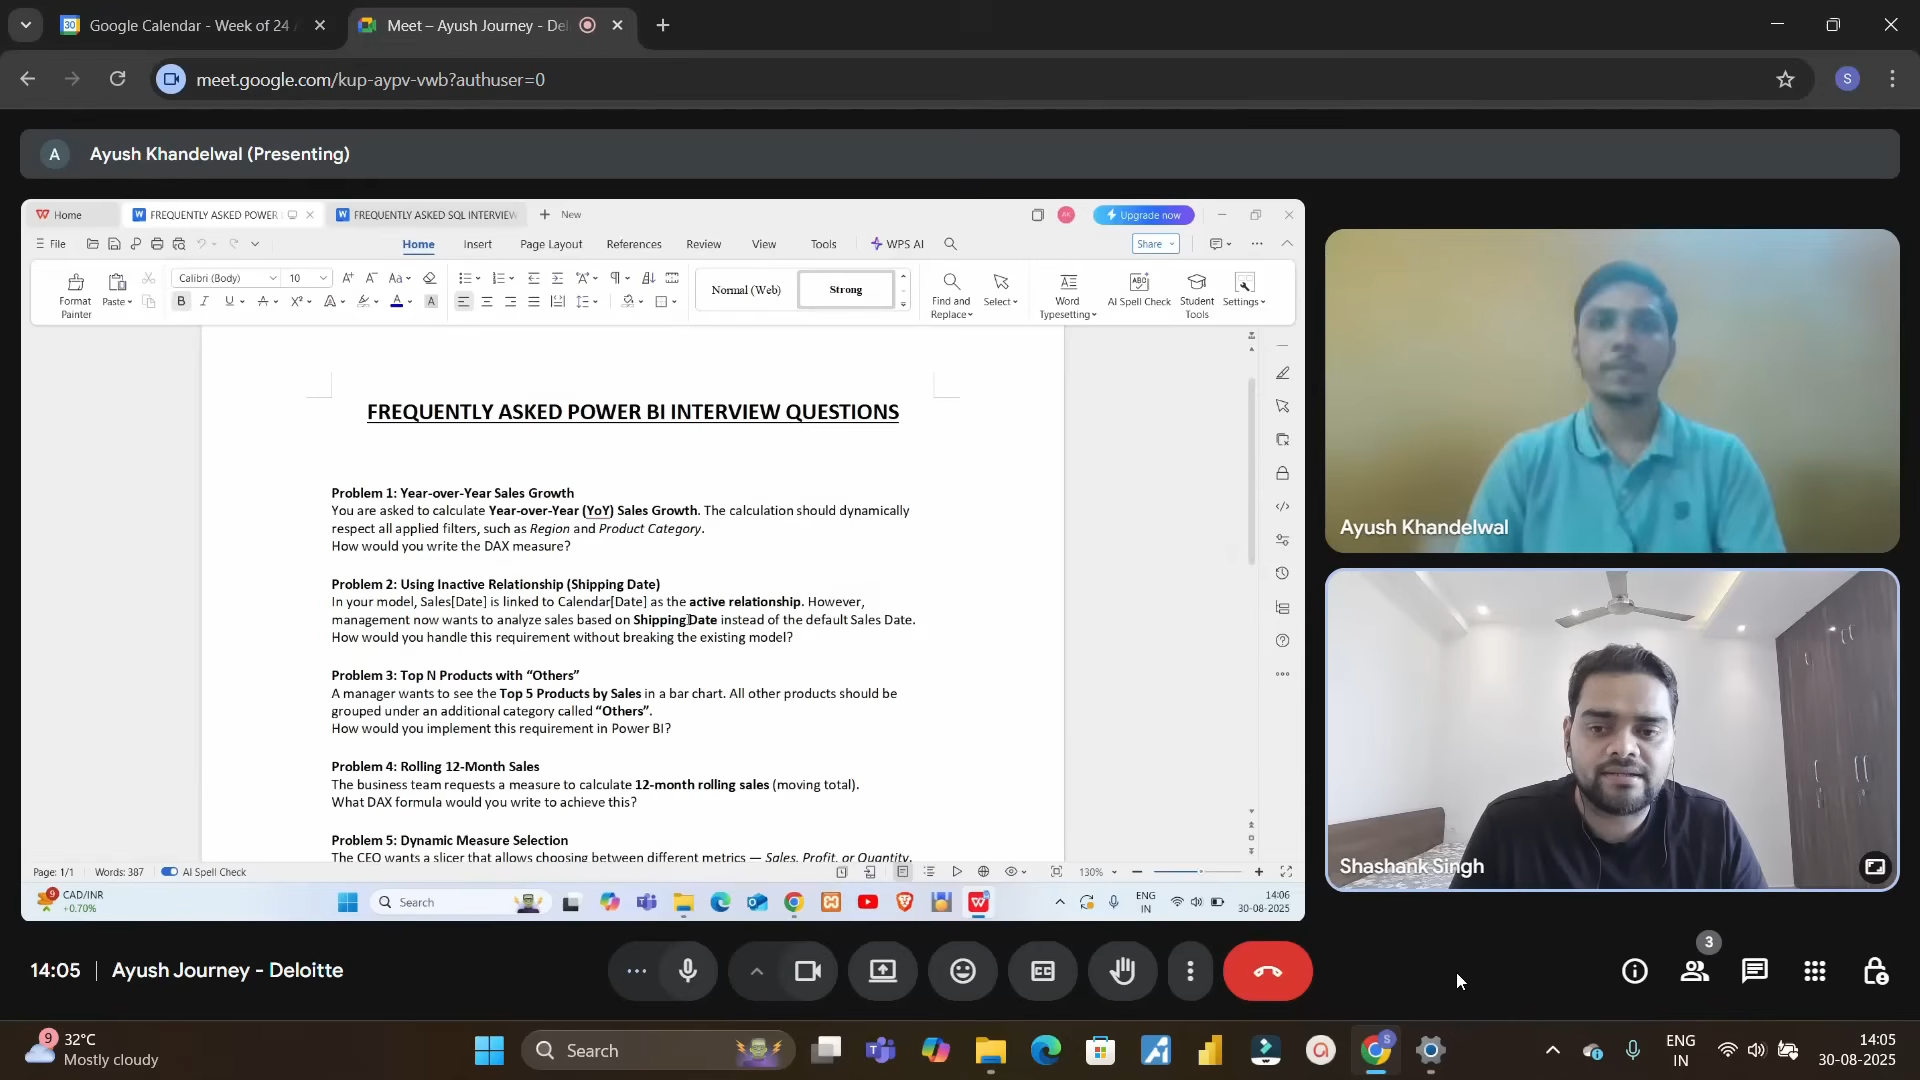 Google Calendar - Week of 24
Meet – Ayush Journey - Del
meet.google.com/kup-aypv-vwb?authuser=0
S
A
Ayush Khandelwal (Presenting)
Home
FREQUENTLY ASKED POWER
FREQUENTLY ASKED SQL INTERVIEW
New
Upgrade now
File
Home
Insert
Page Layout
References
Review
View
Tools
WPS AI
Share
Format
Painter
Paste
Calibri (Body)
10
Normal (Web)
Strong
Find and
Replace
Select
Word
Typesetting
AI Spell Check
Student
Tools
Settings
FREQUENTLY ASKED POWER BI INTERVIEW QUESTIONS
Problem 1: Year-over-Year Sales Growth
You are asked to calculate Year-over-Year (YoY) Sales Growth. The calculation should dynamically
respect all applied filters, such as Region and Product Category.
How would you write the DAX measure?
Problem 2: Using Inactive Relationship (Shipping Date)
In your model, Sales[Date] is linked to Calendar[Date] as the active relationship. However,
management now wants to analyze sales based on Shipping Date instead of the default Sales Date.
How would you handle this requirement without breaking the existing model?
Problem 3: Top N Products with “Others”
A manager wants to see the Top 5 Products by Sales in a bar chart. All other products should be
grouped under an additional category called “Others”.
How would you implement this requirement in Power BI?
Problem 4: Rolling 12-Month Sales
The business team requests a measure to calculate 12-month rolling sales (moving total).
What DAX formula would you write to achieve this?
Problem 5: Dynamic Measure Selection
The CEO wants a slicer that allows choosing between different metrics — Sales, Profit, or Quantity.
Page: 1/1
Words: 387
AI Spell Check
130%
9
CAD/INR
+0.70%
Search
ENG
IN
14:06
30-08-2025
Ayush Khandelwal
Shashank Singh
14:05
Ayush Journey - Deloitte
3
9
32°C
Mostly cloudy
Search
ENG
IN
14:05
30-08-2025